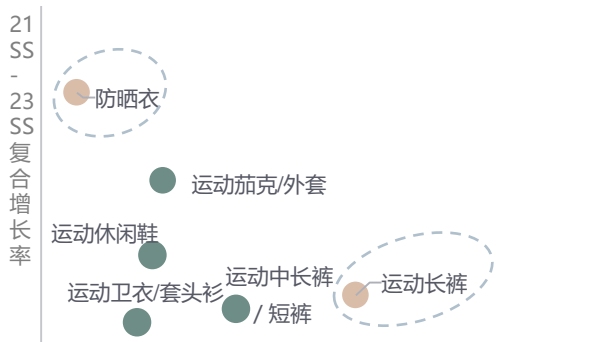 21
SS
-
23
SS
复
合
增
长
率
防晒衣
运动茄克/外套
运动休闲鞋
运动中长裤
/ 短裤
运动长裤
运动卫衣/套头衫